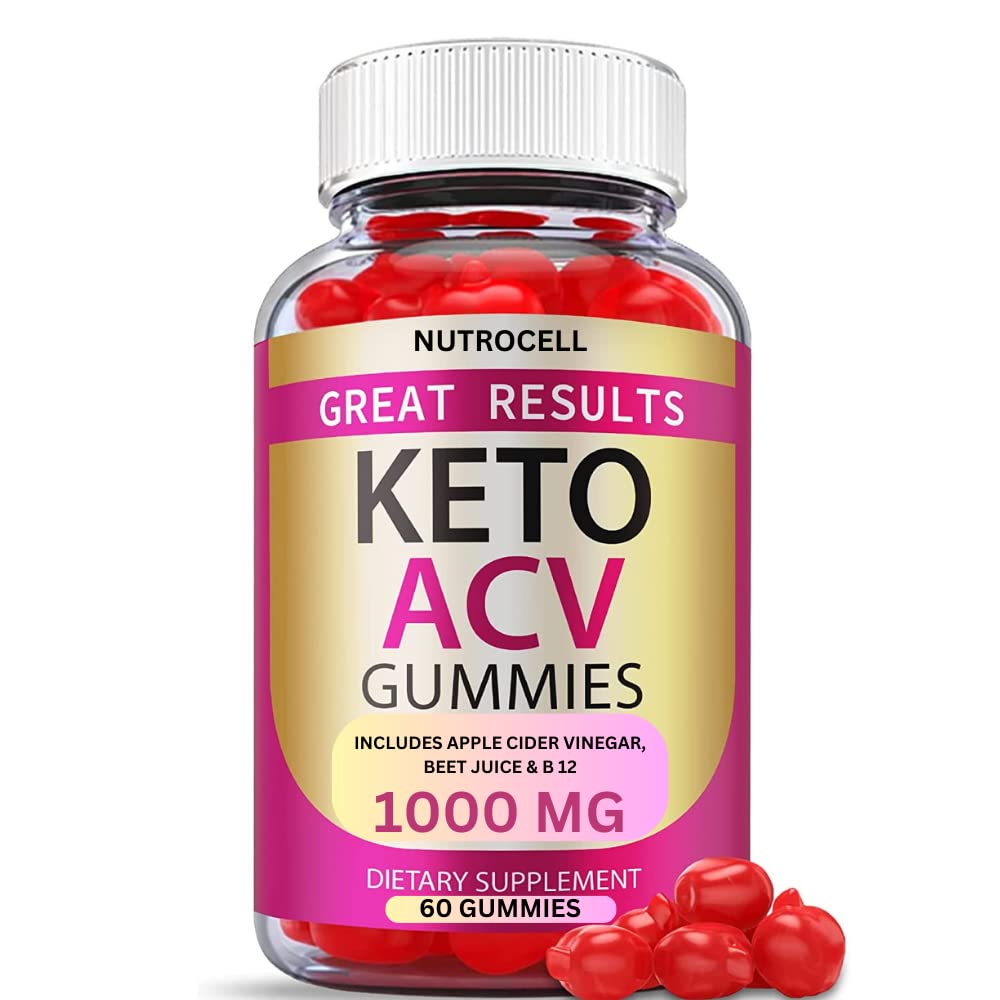 NUTROCELL
GREAT RESULTS
KETO
ACV
GUMMIES
INCLUDES APPLE CIDER VINEGAR,
BEET JUICE & B 12
1000 MG
DIETARY SUPPLEMENT
60 GUMMIES